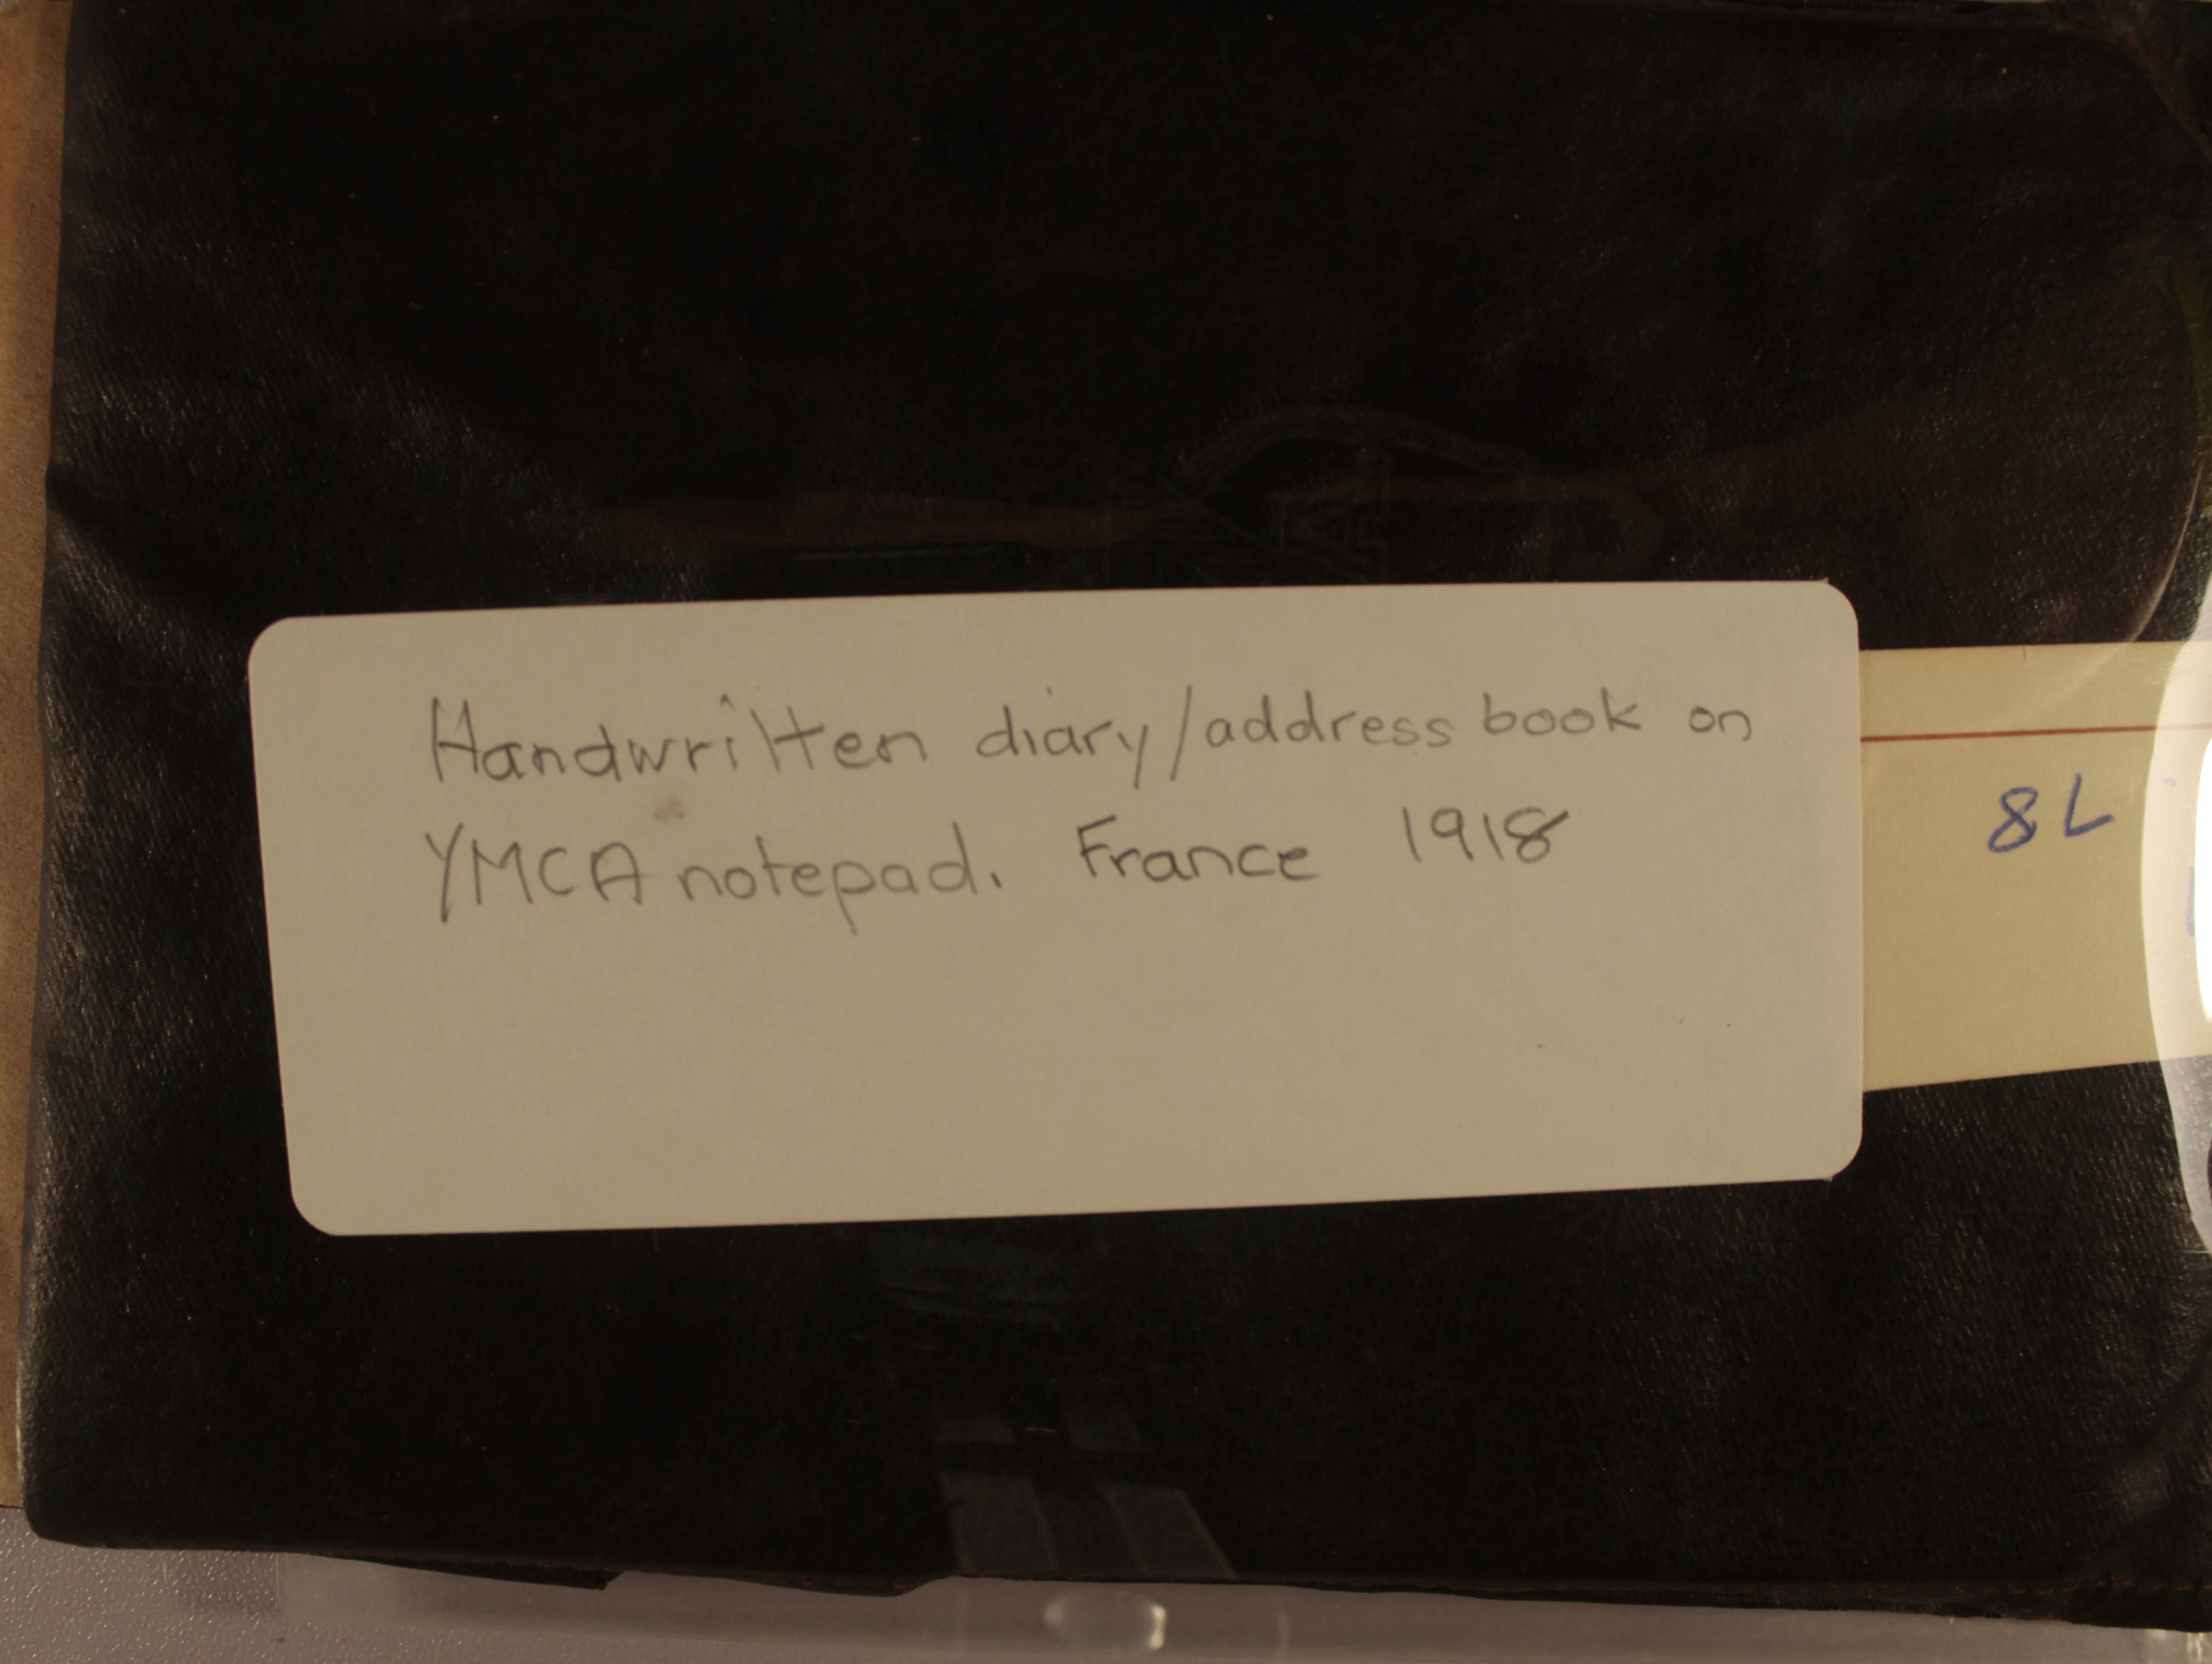 Handwritten diary/address book on
YMCA notepad. France 1918
8L